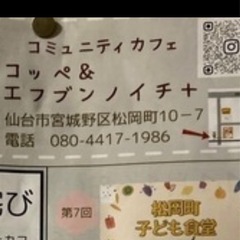 コミュニティカフェ
コッペ&
エフブンノイチ+
仙台市宮城野区松岡町10-7
電話 080-4417-1986
第7回
松岡町
子ども食堂